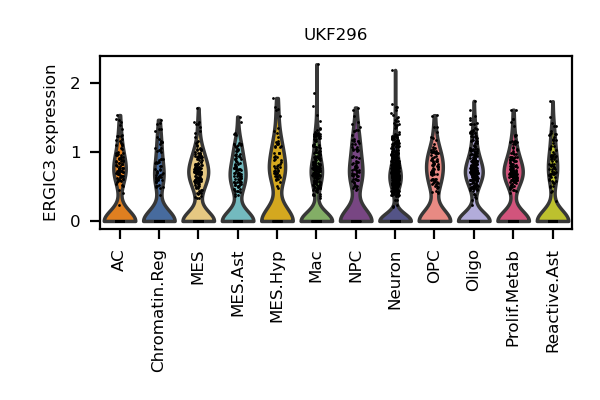 UKF296
ERGIC3 expression
2
1
0
AC
Chromatin.Reg
MES
MES.Ast
MES.Hyp
Mac
NPC
Neuron
OPC
Oligo
Prolif.Metab
Reactive.Ast